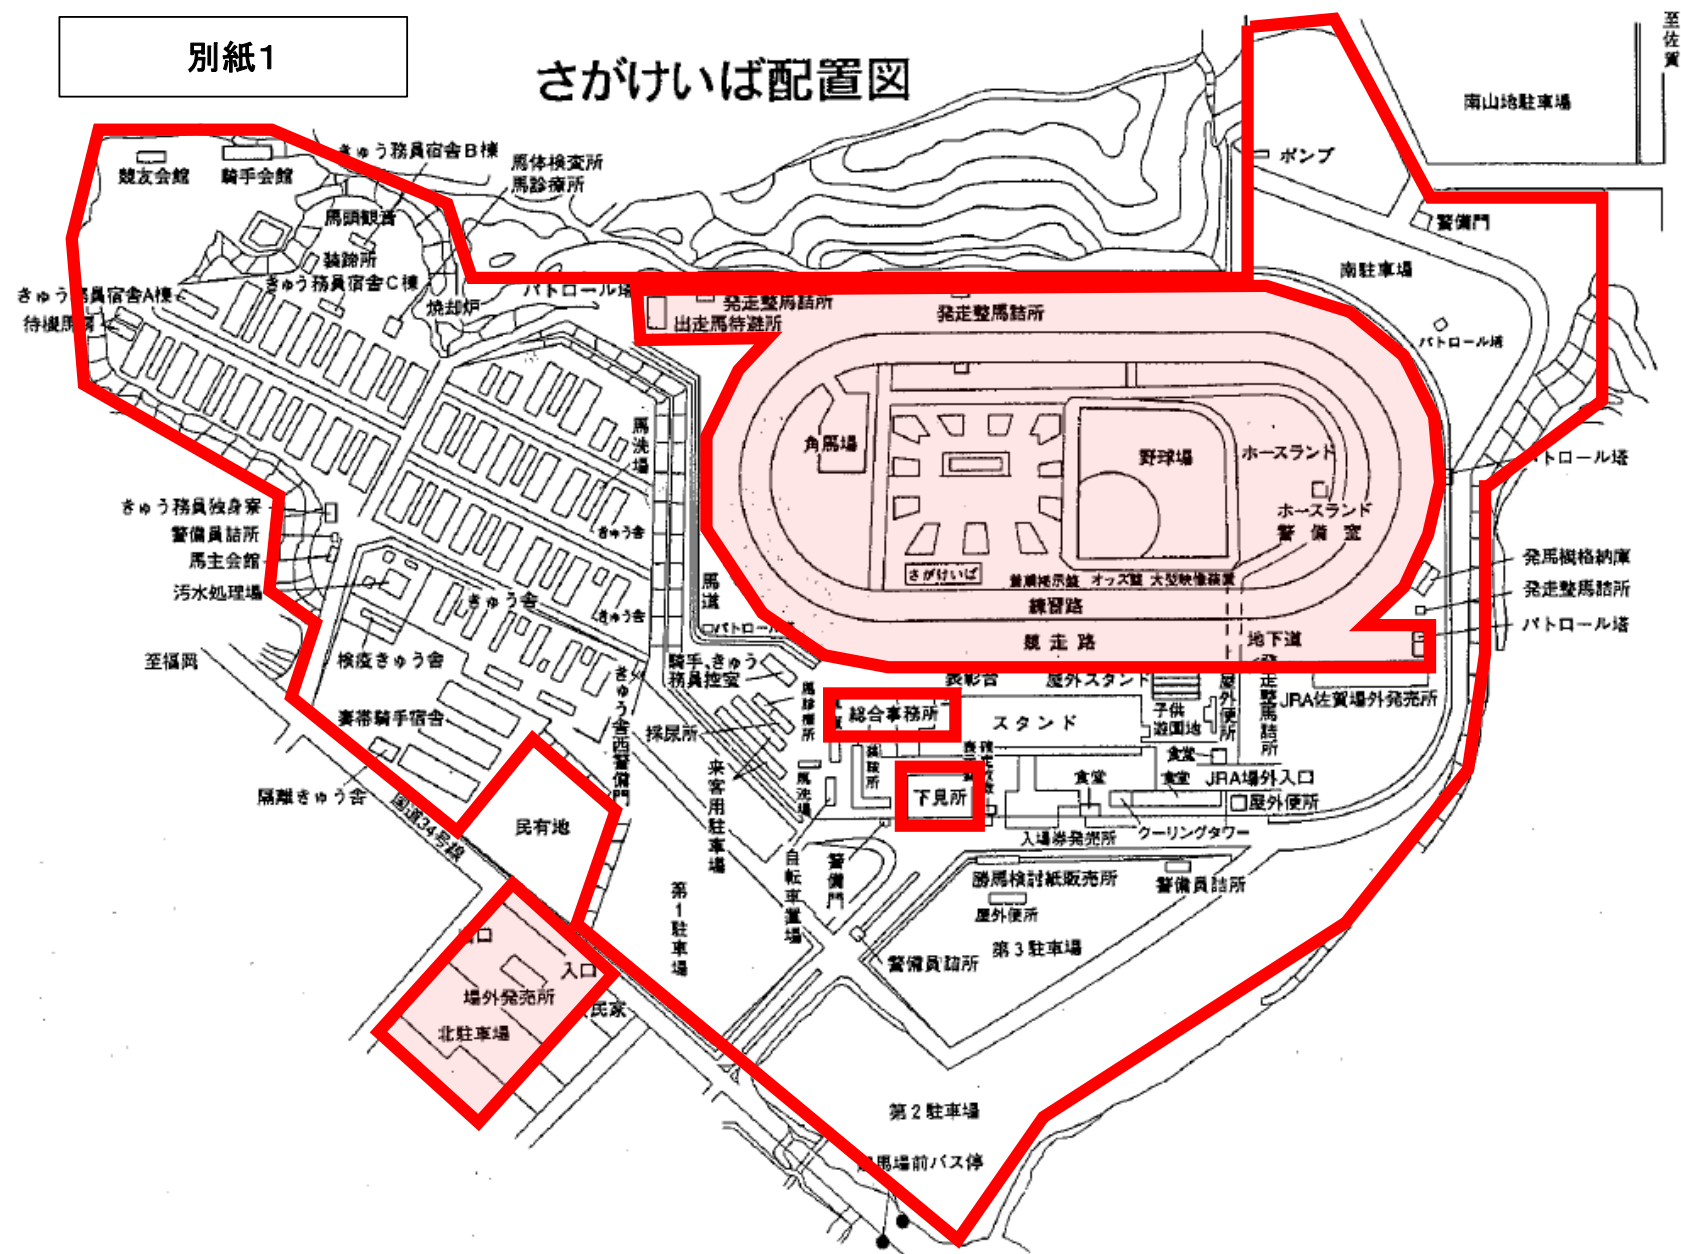 別紙1
さがけいば配置図
至佐賀
南山地駐車場
ポンプ
警備門
南駐車場
パトロール塔
きゅう務員宿舎B棟
馬体検査所
馬診療所
競友会館
騎手会館
馬頭観音
装蹄所
きゅう務員宿舎C棟
きゅう務員宿舎A棟
待機馬房
焼却炉
パトロール塔
発走整馬詰所
出走馬待避所
発走整馬詰所
角馬場
野球場
ホースランド
ホースランド
警備室
さがけいば
着順掲示盤
オッズ盤
大型映像装置
練習路
競走路
地下道
馬洗場
きゅう舎
きゅう舎
きゅう舎
馬道
パトロール塔
パトロール塔
発馬機格納庫
発走整馬詰所
パトロール塔
きゅう務員独身寮
警備員詰所
馬主会館
汚水処理場
至福岡
検疫きゅう舎
妻帯騎手宿舎
隔離きゅう舎
国道34号線
きゅう舎西警備門
騎手、きゅう
務員控室
馬診療所
採尿所
来客用駐車場
馬洗場
総合事務所
表彰台
屋外スタンド
スタンド
子供
遊園地
屋外便所
発走整馬詰所
JRA佐賀場外発売所
装鞍所
下見所
食堂
食堂
食堂
JRA場外入口
屋外便所
クーリングタワー
入場券発売所
民有地
第1駐車場
自転車置場
警備門
勝馬検討紙販売所
警備員詰所
屋外便所
第3駐車場
警備員詰所
入口
場外発売所
北駐車場
民家
第2駐車場
馬場前バス停